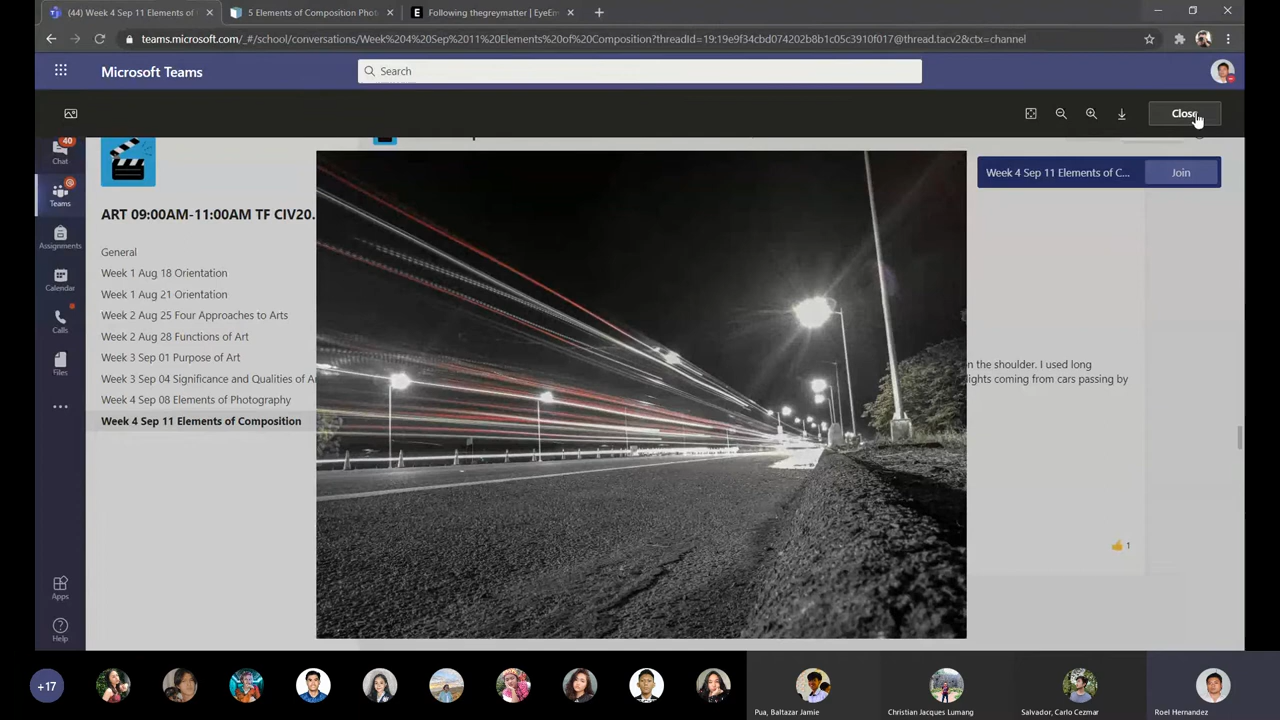 (44) Week 4 Sep 11 Elements of
5 Elements of Composition Phot
Following thegreymatter | EyeEm
teams.microsoft.com/_#/school/conversations/Week%204%20Sep%2011%20Elements%20of%20Composition?threadId=19:19e9f34cbd074202b8b1c05c3910f017@thread.tacv2&ctx=channel
Microsoft Teams
Search
Close
40
Chat
Teams
Assignments
Calendar
Calls
Files
Apps
Help
ART 09:00AM-11:00AM TF CIV20.
General
Week 1 Aug 18 Orientation
Week 1 Aug 21 Orientation
Week 2 Aug 25 Four Approaches to Arts
Week 2 Aug 28 Functions of Art
Week 3 Sep 01 Purpose of Art
Week 3 Sep 04 Significance and Qualities of Ar
Week 4 Sep 08 Elements of Photography
Week 4 Sep 11 Elements of Composition
Week 4 Sep 11 Elements of C... Join
on the shoulder. I used long
lights coming from cars passing by
1
+17
Pua, Baltazar Jamie
Christian Jacques Lumang
Salvador, Carlo Cezmar
Roel Hernandez